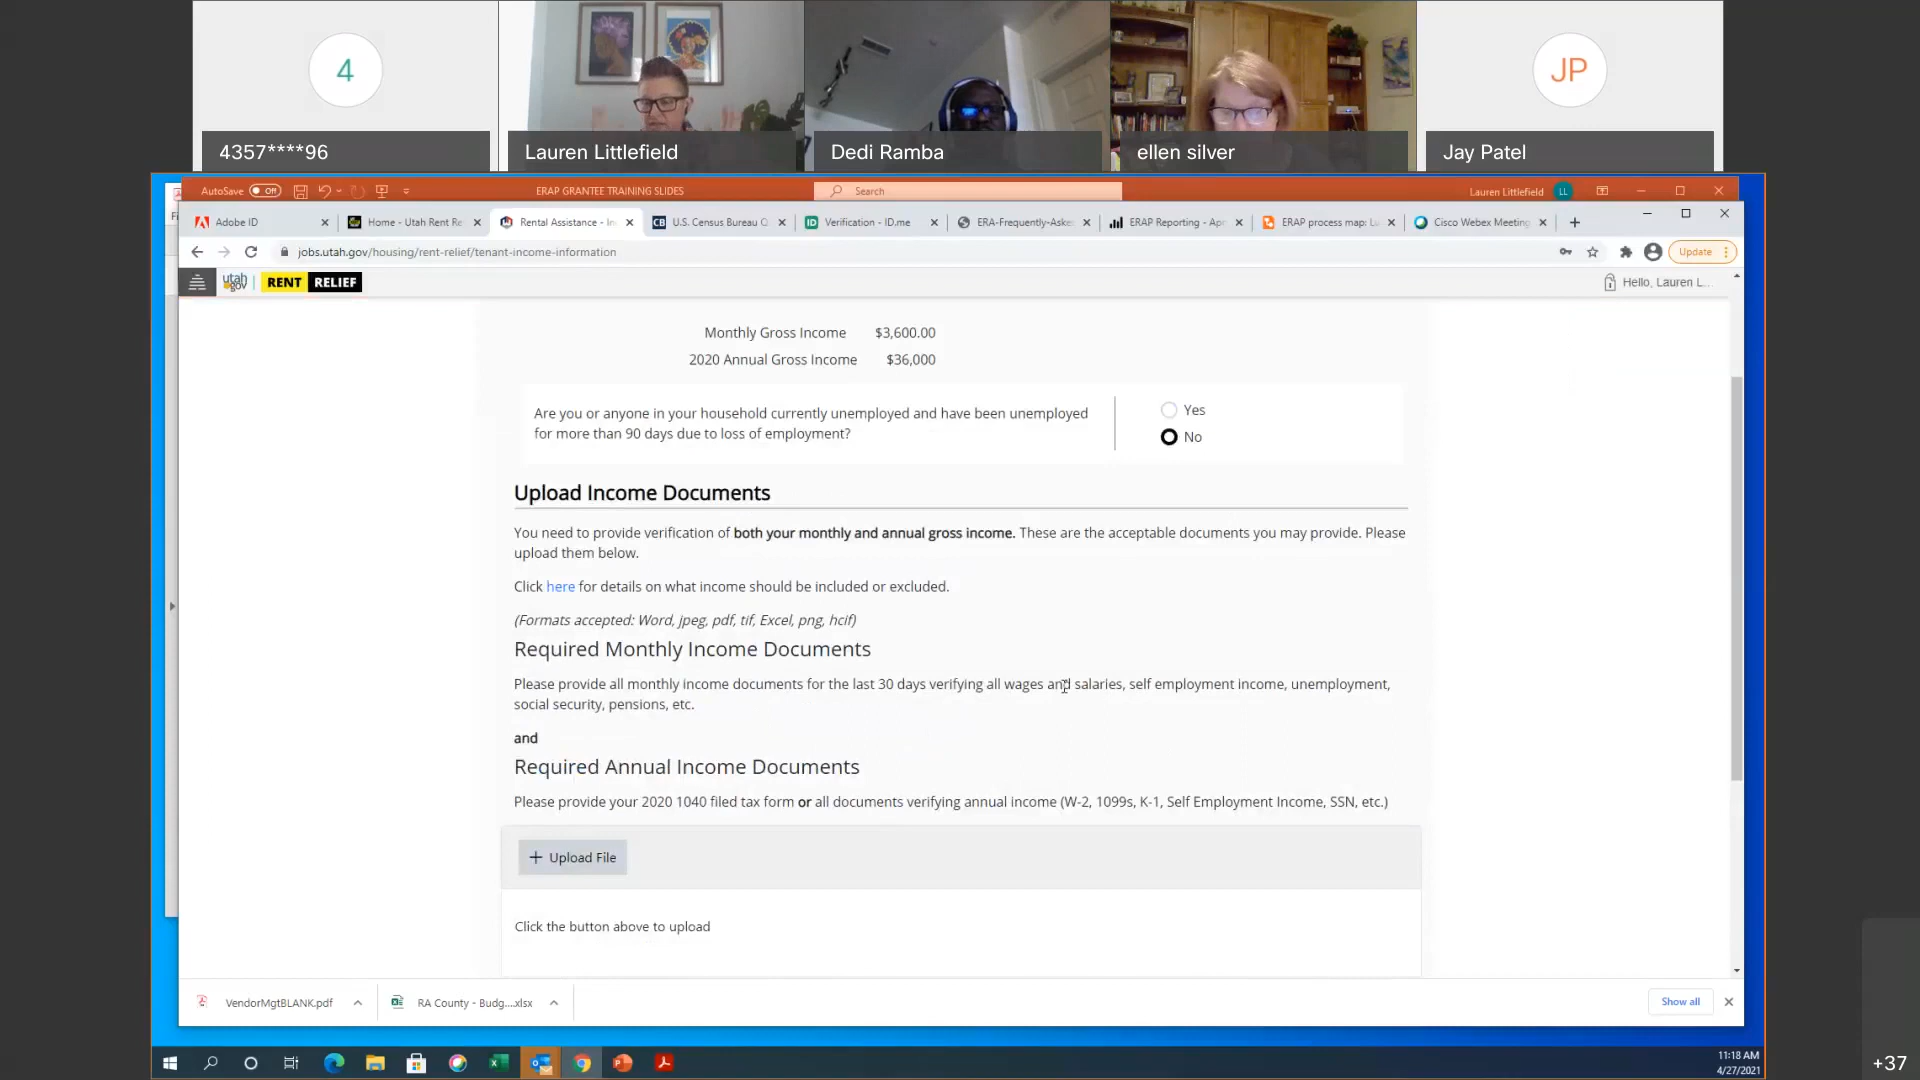 4
JP
4357****96
Lauren Littlefield
Dedi Ramba
ellen silver
Jay Patel
AutoSave Off
ERAP GRANTEE TRAINING SLIDES
Search
Lauren Littlefield
LL
Adobe ID
Home - Utah Rent Re
Rental Assistance - In
CB U.S. Census Bureau Q
ID Verification - ID.me
ERA-Frequently-Aske
ERAP Reporting - Apr
ERAP process map: Lu
Cisco Webex Meeting
jobs.utah.gov/housing/rent-relief/tenant-income-information
Update
utah gov
RENT RELIEF
Hello, Lauren L...
Monthly Gross Income $3,600.00
2020 Annual Gross Income $36,000
Are you or anyone in your household currently unemployed and have been unemployed
for more than 90 days due to loss of employment?
Yes
No
Upload Income Documents
You need to provide verification of both your monthly and annual gross income. These are the acceptable documents you may provide. Please
upload them below.
Click here for details on what income should be included or excluded.
(Formats accepted: Word, jpeg, pdf, tif, Excel, png, hcif)
Required Monthly Income Documents
Please provide all monthly income documents for the last 30 days verifying all wages and salaries, self employment income, unemployment,
social security, pensions, etc.
and
Required Annual Income Documents
Please provide your 2020 1040 filed tax form or all documents verifying annual income (W-2, 1099s, K-1, Self Employment Income, SSN, etc.)
+ Upload File
Click the button above to upload
VendorMgtBLANK.pdf
RA County - Budg....xlsx
Show all
11:18 AM
4/27/2021
+37